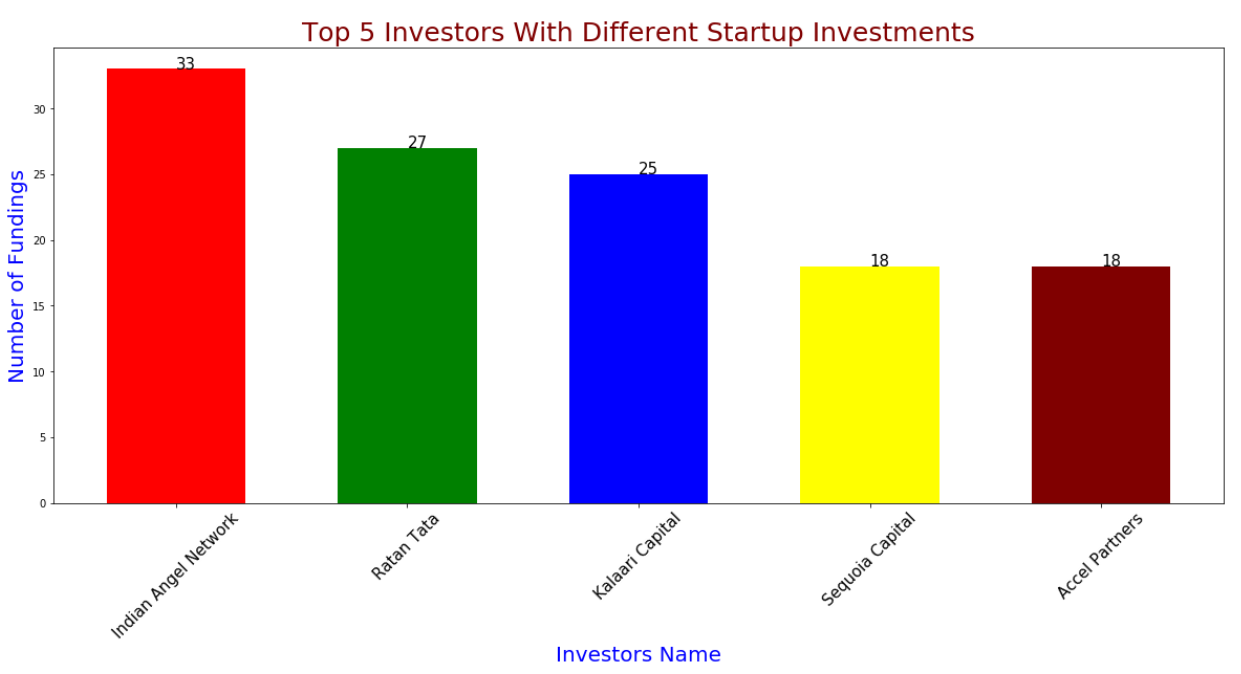 Top 5 Investors With Different Startup Investments
33
27
25
18
18
Number of Fundings
30
25
20
15
10
5
0
Indian Angel Network
Ratan Tata
Kalaari Capital
Sequoia Capital
Accel Partners
Investors Name